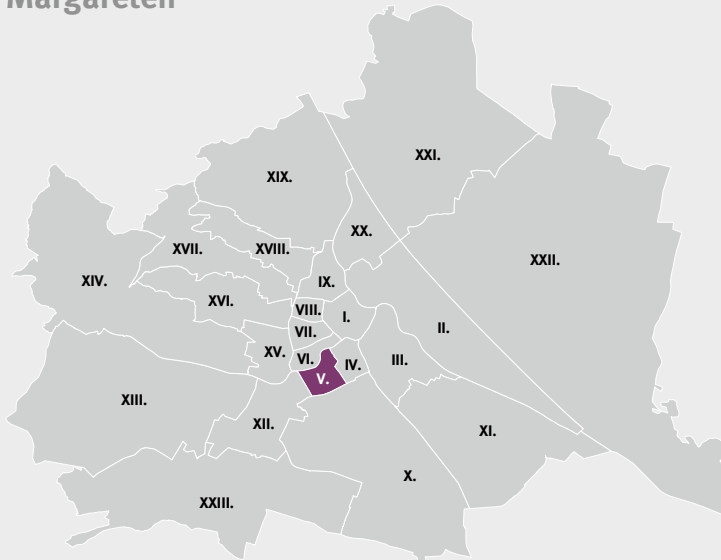 Margareten
XXI.
XIX.
XX.
XVII.
XVIII.
XXII.
XIV.
IX.
XVI.
VIII.
I.
II.
VII.
XV.
VI.
IV.
III.
V.
XIII.
XII.
XI.
X.
XXIII.